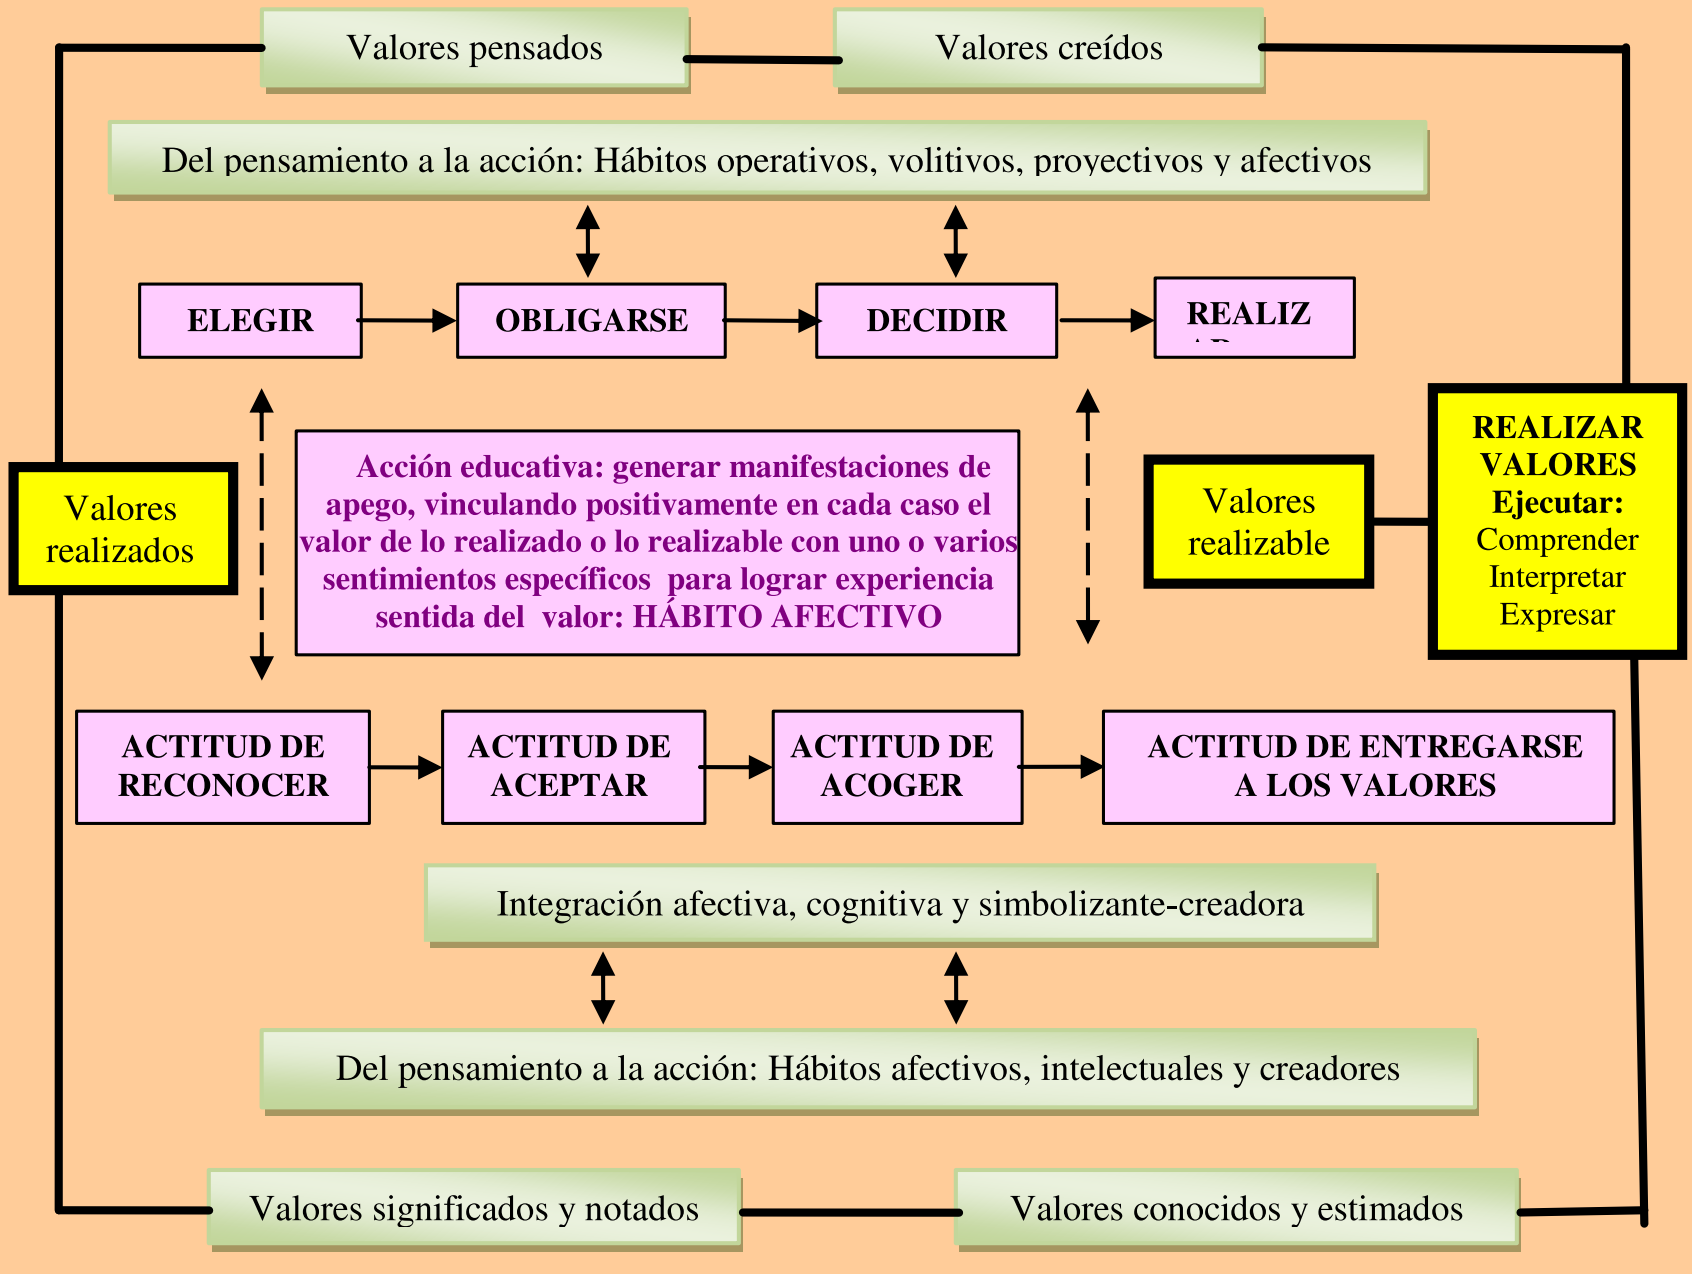 Valores pensados
Valores creídos
Del pensamiento a la acción: Hábitos operativos, volitivos, proyectivos y afectivos
ELEGIR
OBLIGARSE
DECIDIR
REALIZ
Acción educativa: generar manifestaciones de
apego, vinculando positivamente en cada caso el
valor de lo realizado o lo realizable con uno o varios
sentimientos específicos para lograr experiencia
sentida del valor: HÁBITO AFECTIVO
Valores
realizados
Valores
realizable
REALIZAR
VALORES
Ejecutar:
Comprender
Interpretar
Expresar
ACTITUD DE
RECONOCER
ACTITUD DE
ACEPTAR
ACTITUD DE
ACOGER
ACTITUD DE ENTREGARSE
A LOS VALORES
Integración afectiva, cognitiva y simbolizante-creadora
Del pensamiento a la acción: Hábitos afectivos, intelectuales y creadores
Valores significados y notados
Valores conocidos y estimados